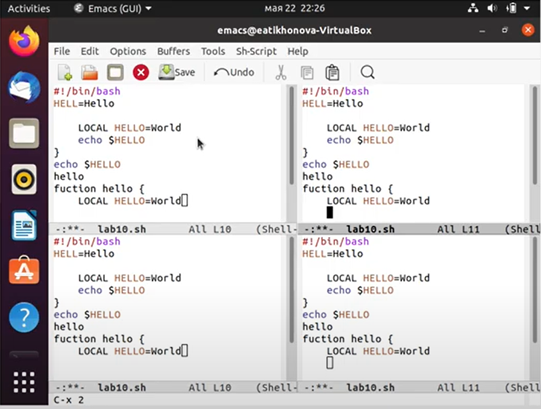 Activities Emacs (GUI) мая 22 22:26
emacs@eatikhonova-VirtualBox
File Edit Options Buffers Tools Sh-Script Help
Save Undo
#!/bin/bash
HELL=Hello
LOCAL HELLO=World
echo $HELLO
}
echo $HELLO
hello
fuction hello {
LOCAL HELLO=World
-:**- lab10.sh All L10 (Shell-
#!/bin/bash
HELL=Hello
LOCAL HELLO=World
echo $HELLO
}
echo $HELLO
hello
fuction hello {
LOCAL HELLO=World
-:**- lab10.sh All L11 (Shell-
#!/bin/bash
HELL=Hello
LOCAL HELLO=World
echo $HELLO
}
echo $HELLO
hello
fuction hello {
LOCAL HELLO=World
-:**- lab10.sh All L10 (Shell-
#!/bin/bash
HELL=Hello
LOCAL HELLO=World
echo $HELLO
}
echo $HELLO
hello
fuction hello {
LOCAL HELLO=World
-:**- lab10.sh All L11 (Shell-
C-x 2